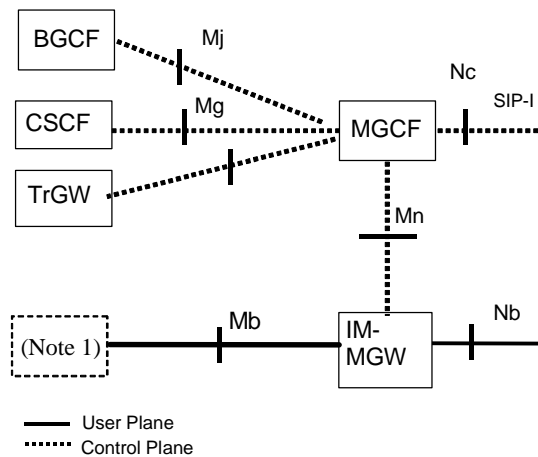 BGCF
Mj
Nc
CSCF
Mg
MGCF
SIP-I
TrGW
Mn
(Note 1)
Mb
IM-
MGW
Nb
User Plane
Control Plane